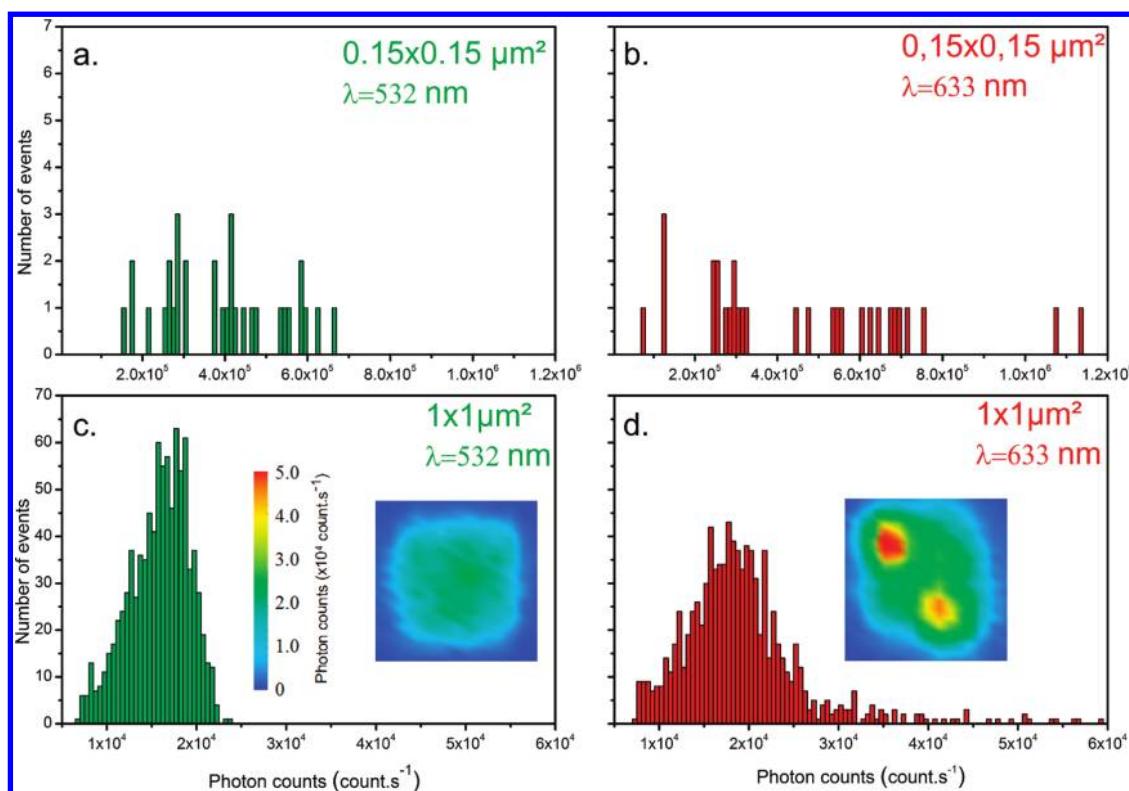 a.
0.15x0.15 µm²
λ=532 nm
Number of events
7
6
5
4
3
2
1
0
2.0x10⁵ 4.0x10⁵ 6.0x10⁵ 8.0x10⁵ 1.0x10⁶ 1.2x10⁶
b.
0,15x0,15 µm²
λ=633 nm
2.0x10⁵ 4.0x10⁵ 6.0x10⁵ 8.0x10⁵ 1.0x10⁶ 1.2x10⁶
c.
1x1µm²
λ=532 nm
Number of events
70
60
50
40
30
20
10
0
5.0
4.0
3.0
2.0
1.0
0
Photon counts (x10⁴ count.s⁻¹)
1x10⁴ 2x10⁴ 3x10⁴ 4x10⁴ 5x10⁴ 6x10⁴
Photon counts (count.s⁻¹)
d.
1x1µm²
λ=633 nm
1x10⁴ 2x10⁴ 3x10⁴ 4x10⁴ 5x10⁴ 6x10⁴
Photon counts (count.s⁻¹)